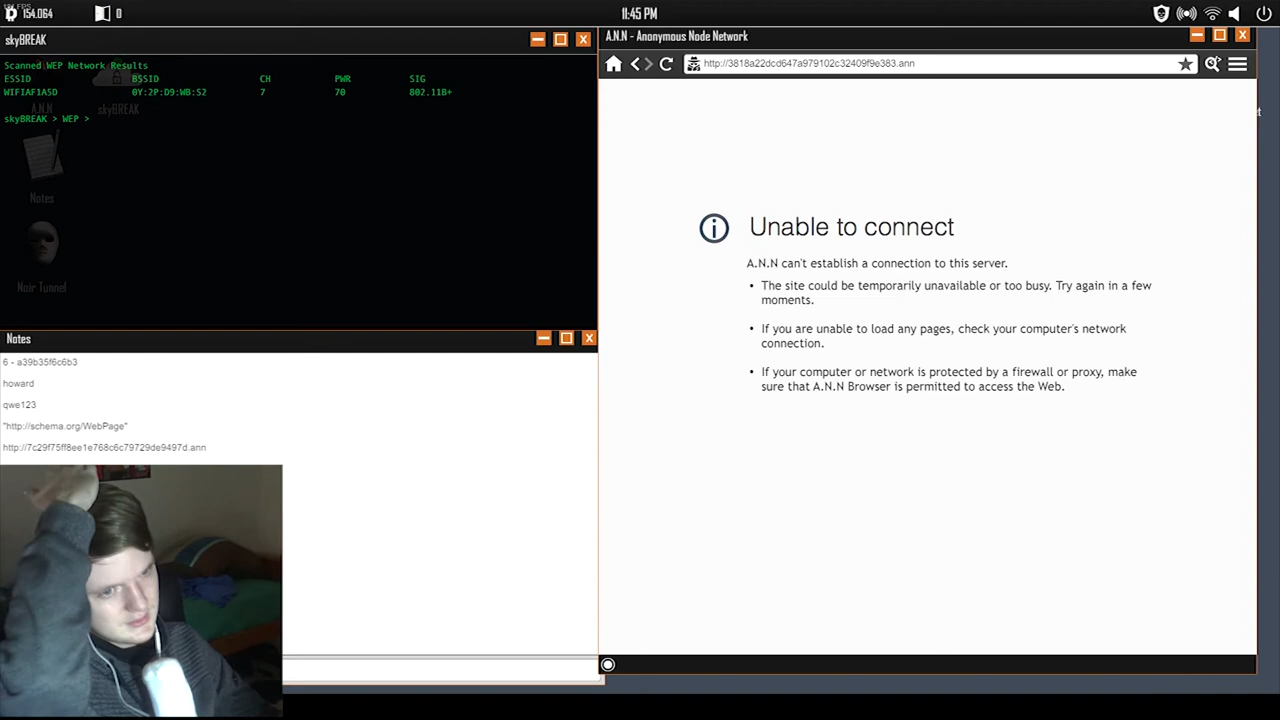 154.064
0
11:45 PM
skyBREAK
Scanned WEP Network Results
ESSID BSSID CH PWR SIG
WIFIAF1A5D 0Y:2P:D9:WB:S2 7 70 802.11B+
A.N.N skyBREAK
skyBREAK > WEP >
Notes
Noir Tunnel
Notes
6 - a39b35f6c6b3
howard
qwe123
"http://schema.org/WebPage"
http://7c29f75ff8ee1e768c6c79729de9497d.ann
A.N.N - Anonymous Node Network
http://3818a22dcd647a979102c32409f9e383.ann
Unable to connect
A.N.N can't establish a connection to this server.
• The site could be temporarily unavailable or too busy. Try again in a few
moments.
• If you are unable to load any pages, check your computer's network
connection.
• If your computer or network is protected by a firewall or proxy, make
sure that A.N.N Browser is permitted to access the Web.